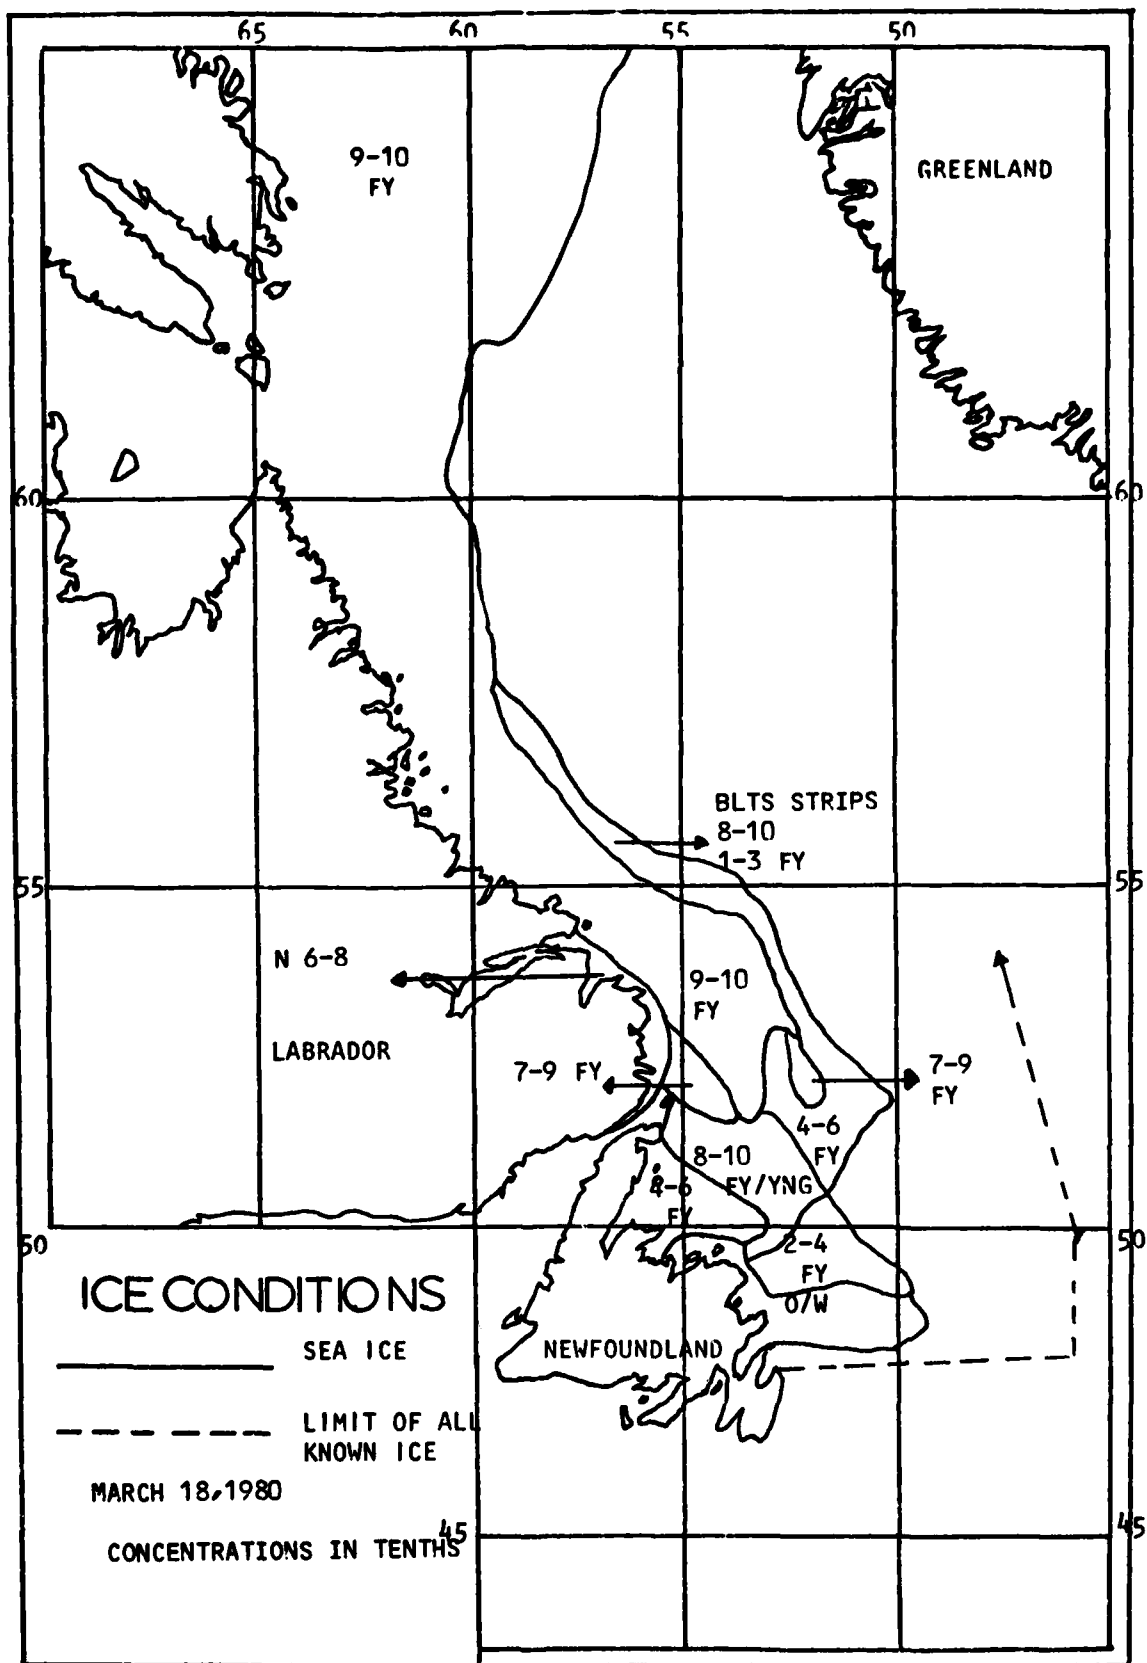 65 60 55 50
9-10
FY
GREENLAND
60 60
BLTS STRIPS
8-10
1-3 FY
55 55
N 6-8
9-10
FY
LABRADOR
7-9 FY
7-9
FY
4-6
FY
8-10
FY/YNG
4-6
FY
50 50
2-4
FY
O/W
ICE CONDITIONS
SEA ICE
NEWFOUNDLAND
LIMIT OF ALL
KNOWN ICE
MARCH 18, 1980
45 45
CONCENTRATIONS IN TENTHS